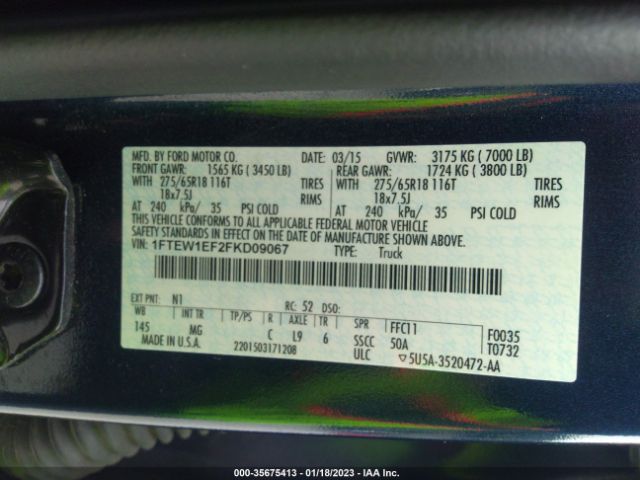 MFD. BY FORD MOTOR CO. DATE: 03/15 GVWR: 3175 KG ( 7000 LB)
FRONT GAWR: 1565 KG ( 3450 LB) REAR GAWR: 1724 KG ( 3800 LB)
WITH 275/65R18 116T TIRES WITH 275/65R18 116T TIRES
18x7.5J RIMS 18x7.5J RIMS
AT 240 kPa/ 35 PSI COLD AT 240 kPa/ 35 PSI COLD
THIS VEHICLE CONFORMS TO ALL APPLICABLE FEDERAL MOTOR VEHICLE
SAFETY STANDARDS IN EFFECT ON THE DATE OF MANUFACTURE SHOWN ABOVE.
VIN: 1FTEW1EF2FKD09067 TYPE: Truck
EXT PNT: N1 RC: 52 DSO:
WB INT TR TP/PS R AXLE TR SPR FFC11 F0035
145 MG C L9 6 SSCC 50A T0732
MADE IN U.S.A. 2201503171208 ULC 5U5A-3520472-AA
000-35675413 - 01/18/2023 - IAA Inc.